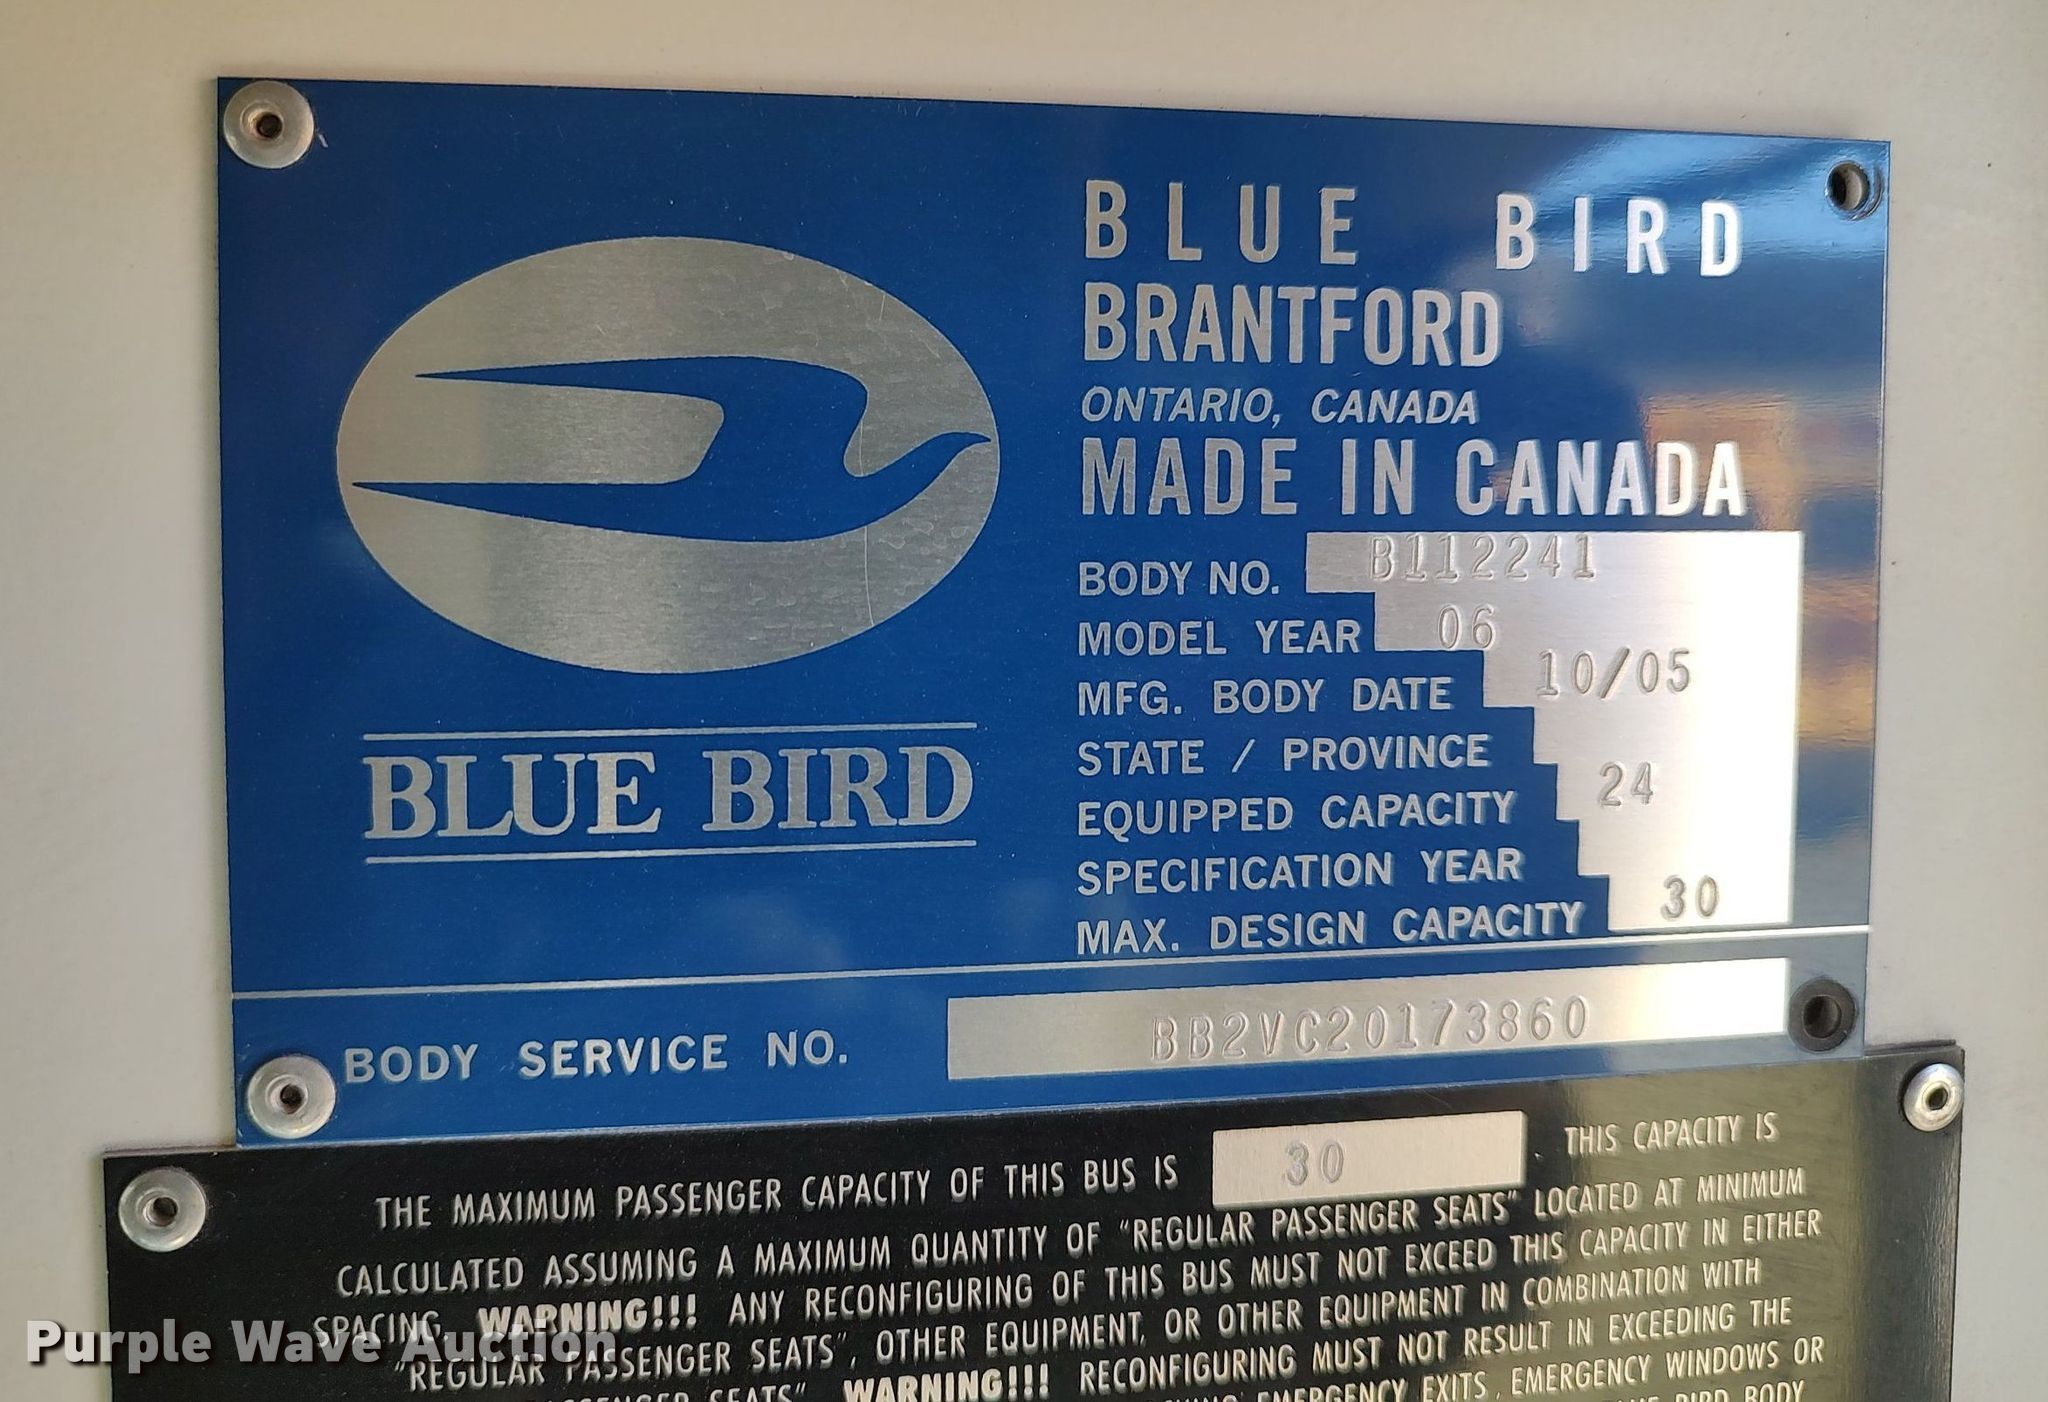 BLUE BIRD
BRANTFORD
ONTARIO, CANADA
MADE IN CANADA
BODY NO. B112241
MODEL YEAR 06
MFG. BODY DATE 10/05
STATE / PROVINCE
EQUIPPED CAPACITY 24
SPECIFICATION YEAR
MAX. DESIGN CAPACITY 30
BLUE BIRD
BODY SERVICE NO. BB2VC20173860
THE MAXIMUM PASSENGER CAPACITY OF THIS BUS IS 30 . THIS CAPACITY IS
CALCULATED ASSUMING A MAXIMUM QUANTITY OF "REGULAR PASSENGER SEATS" LOCATED AT MINIMUM
SPACING. WARNING!!! ANY RECONFIGURING OF THIS BUS MUST NOT EXCEED THIS CAPACITY IN EITHER
"REGULAR PASSENGER SEATS", OTHER EQUIPMENT, OR OTHER EQUIPMENT IN COMBINATION WITH
PASSENGER SEATS" WARNING!!! RECONFIGURING MUST NOT RESULT IN EXCEEDING THE
EMERGENCY EXITS, EMERGENCY WINDOWS OR
BLUE BIRD BODY
Purple Wave Auction